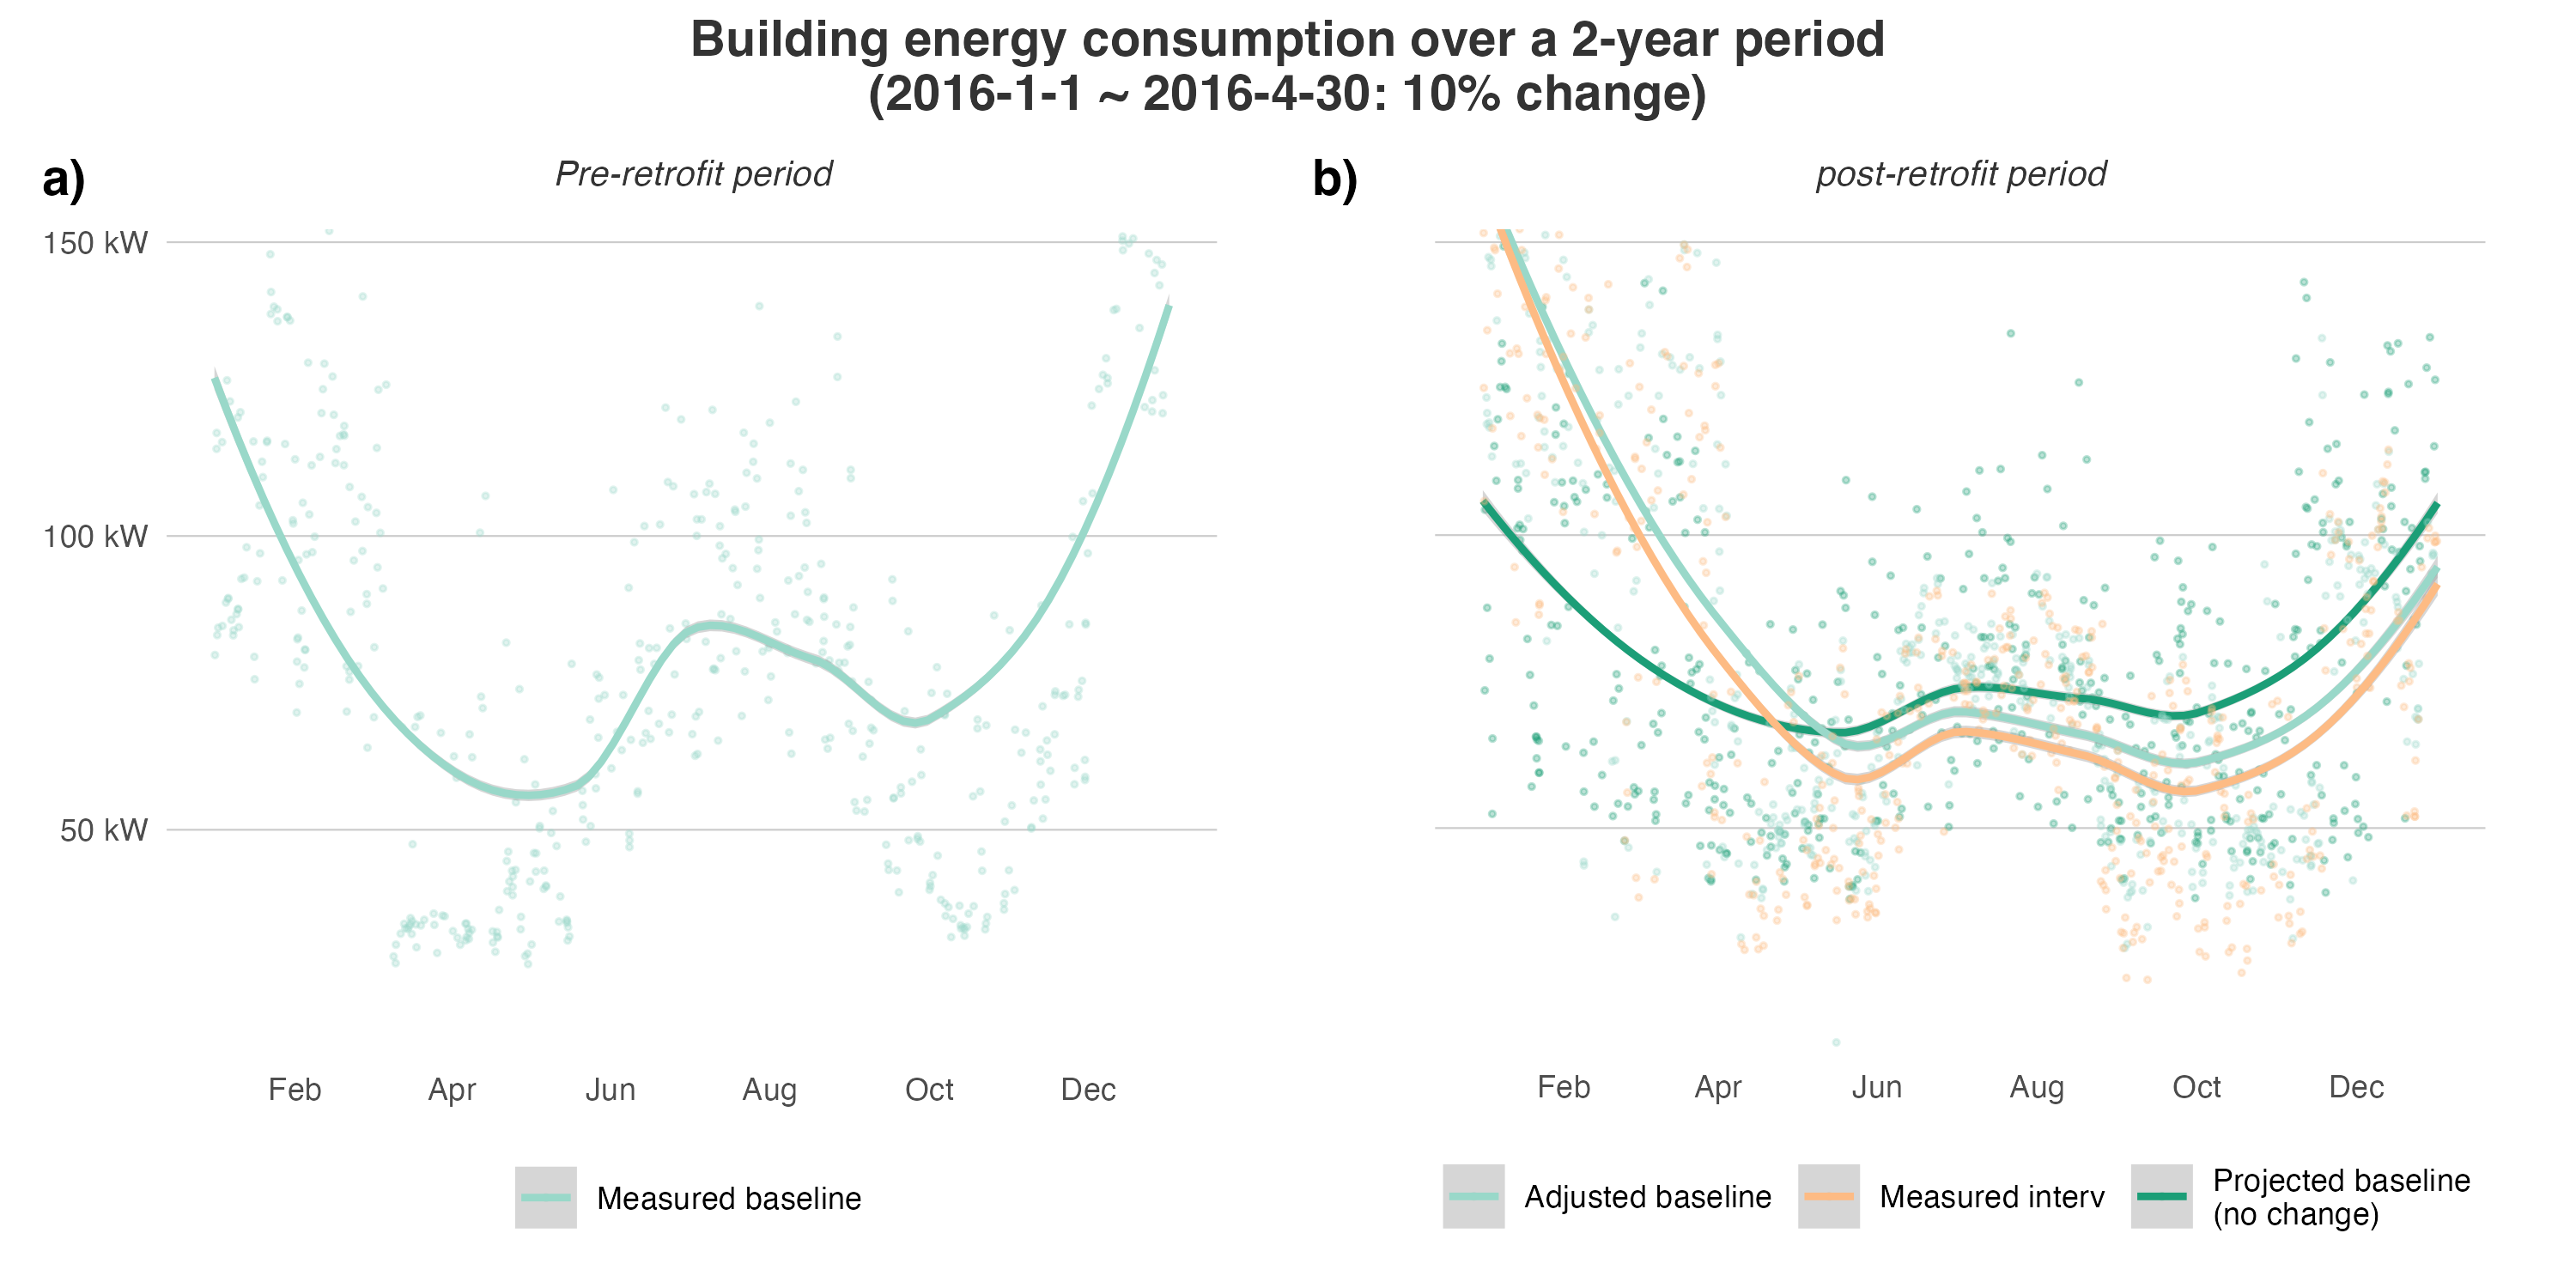 Building energy consumption over a 2-year period
(2016-1-1 ~ 2016-4-30: 10% change)
a)
Pre-retrofit period
150 kW
100 kW
50 kW
Feb Apr Jun Aug Oct Dec
Measured baseline
b)
post-retrofit period
Feb Apr Jun Aug Oct Dec
Adjusted baseline
Measured interv
Projected baseline
(no change)